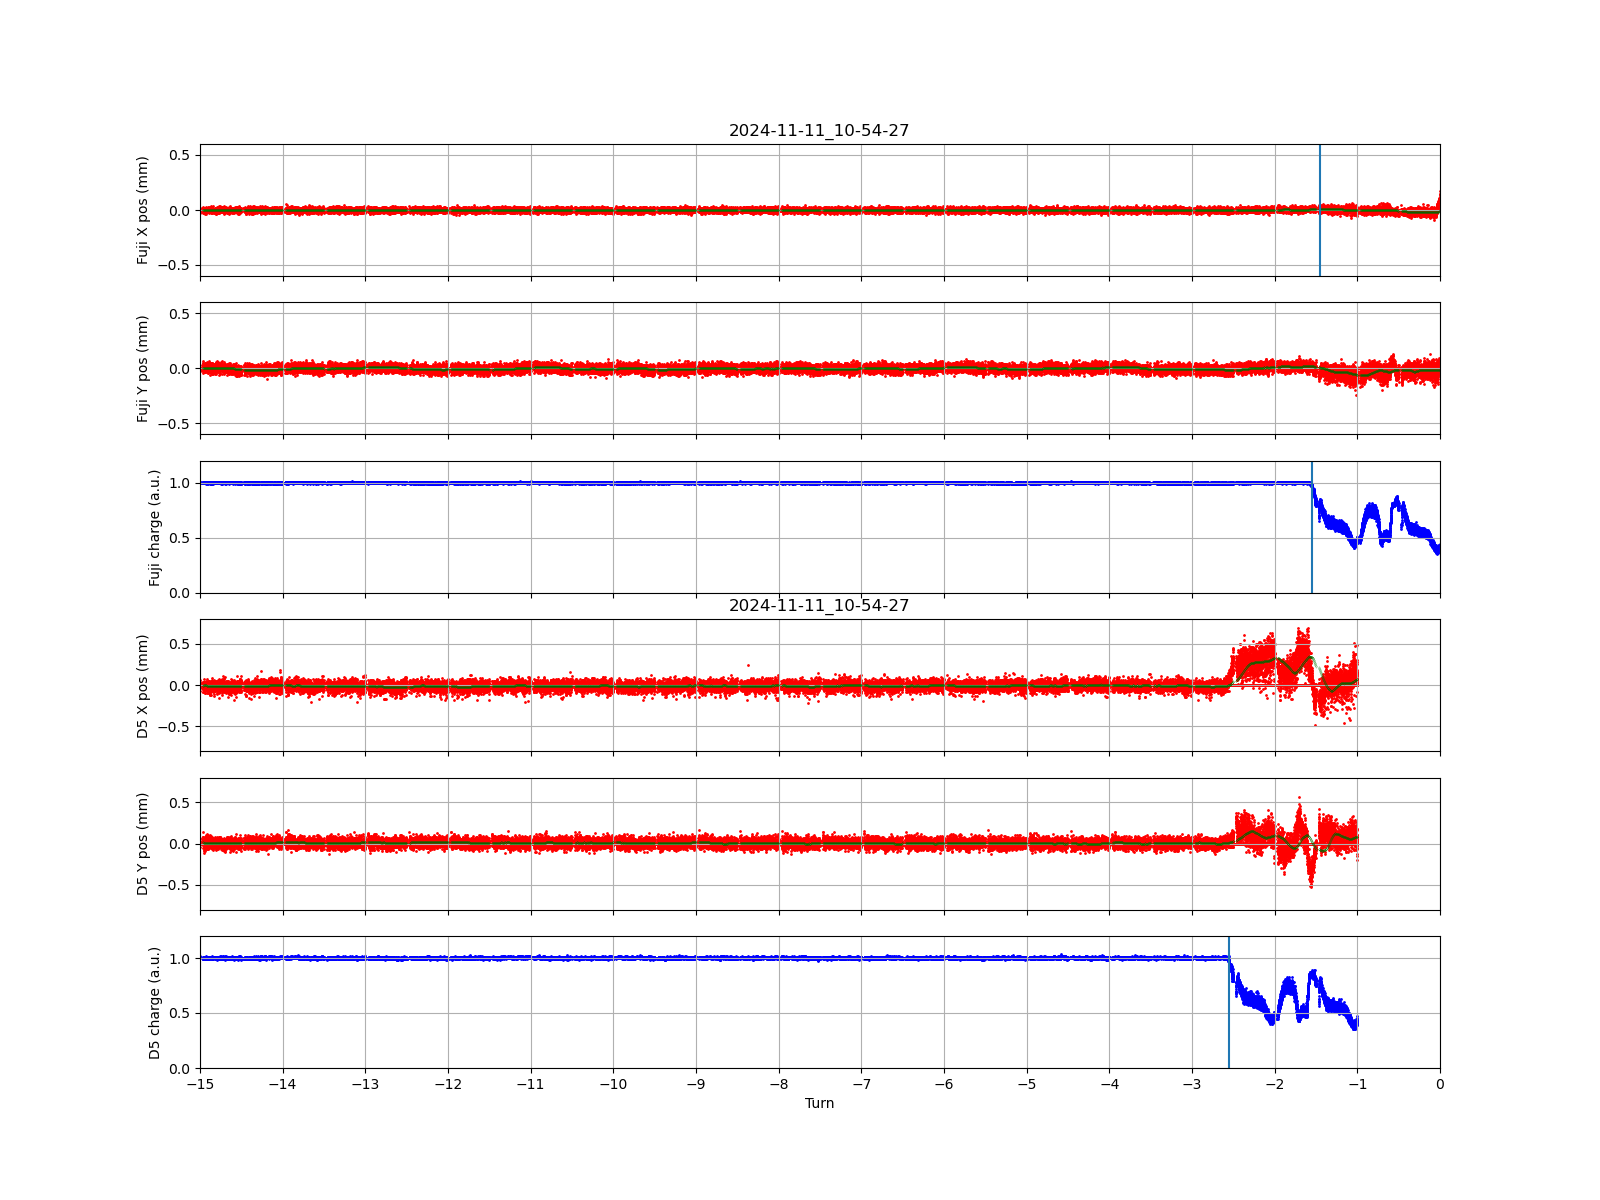 2024-11-11_10-54-27
Fuji X pos (mm)
0.5
0.0
−0.5
Fuji Y pos (mm)
0.5
0.0
−0.5
Fuji charge (a.u.)
1.0
0.5
0.0
2024-11-11_10-54-27
D5 X pos (mm)
0.5
0.0
−0.5
D5 Y pos (mm)
0.5
0.0
−0.5
D5 charge (a.u.)
1.0
0.5
0.0
−15 −14 −13 −12 −11 −10 −9 −8 −7 −6 −5 −4 −3 −2 −1 0
Turn